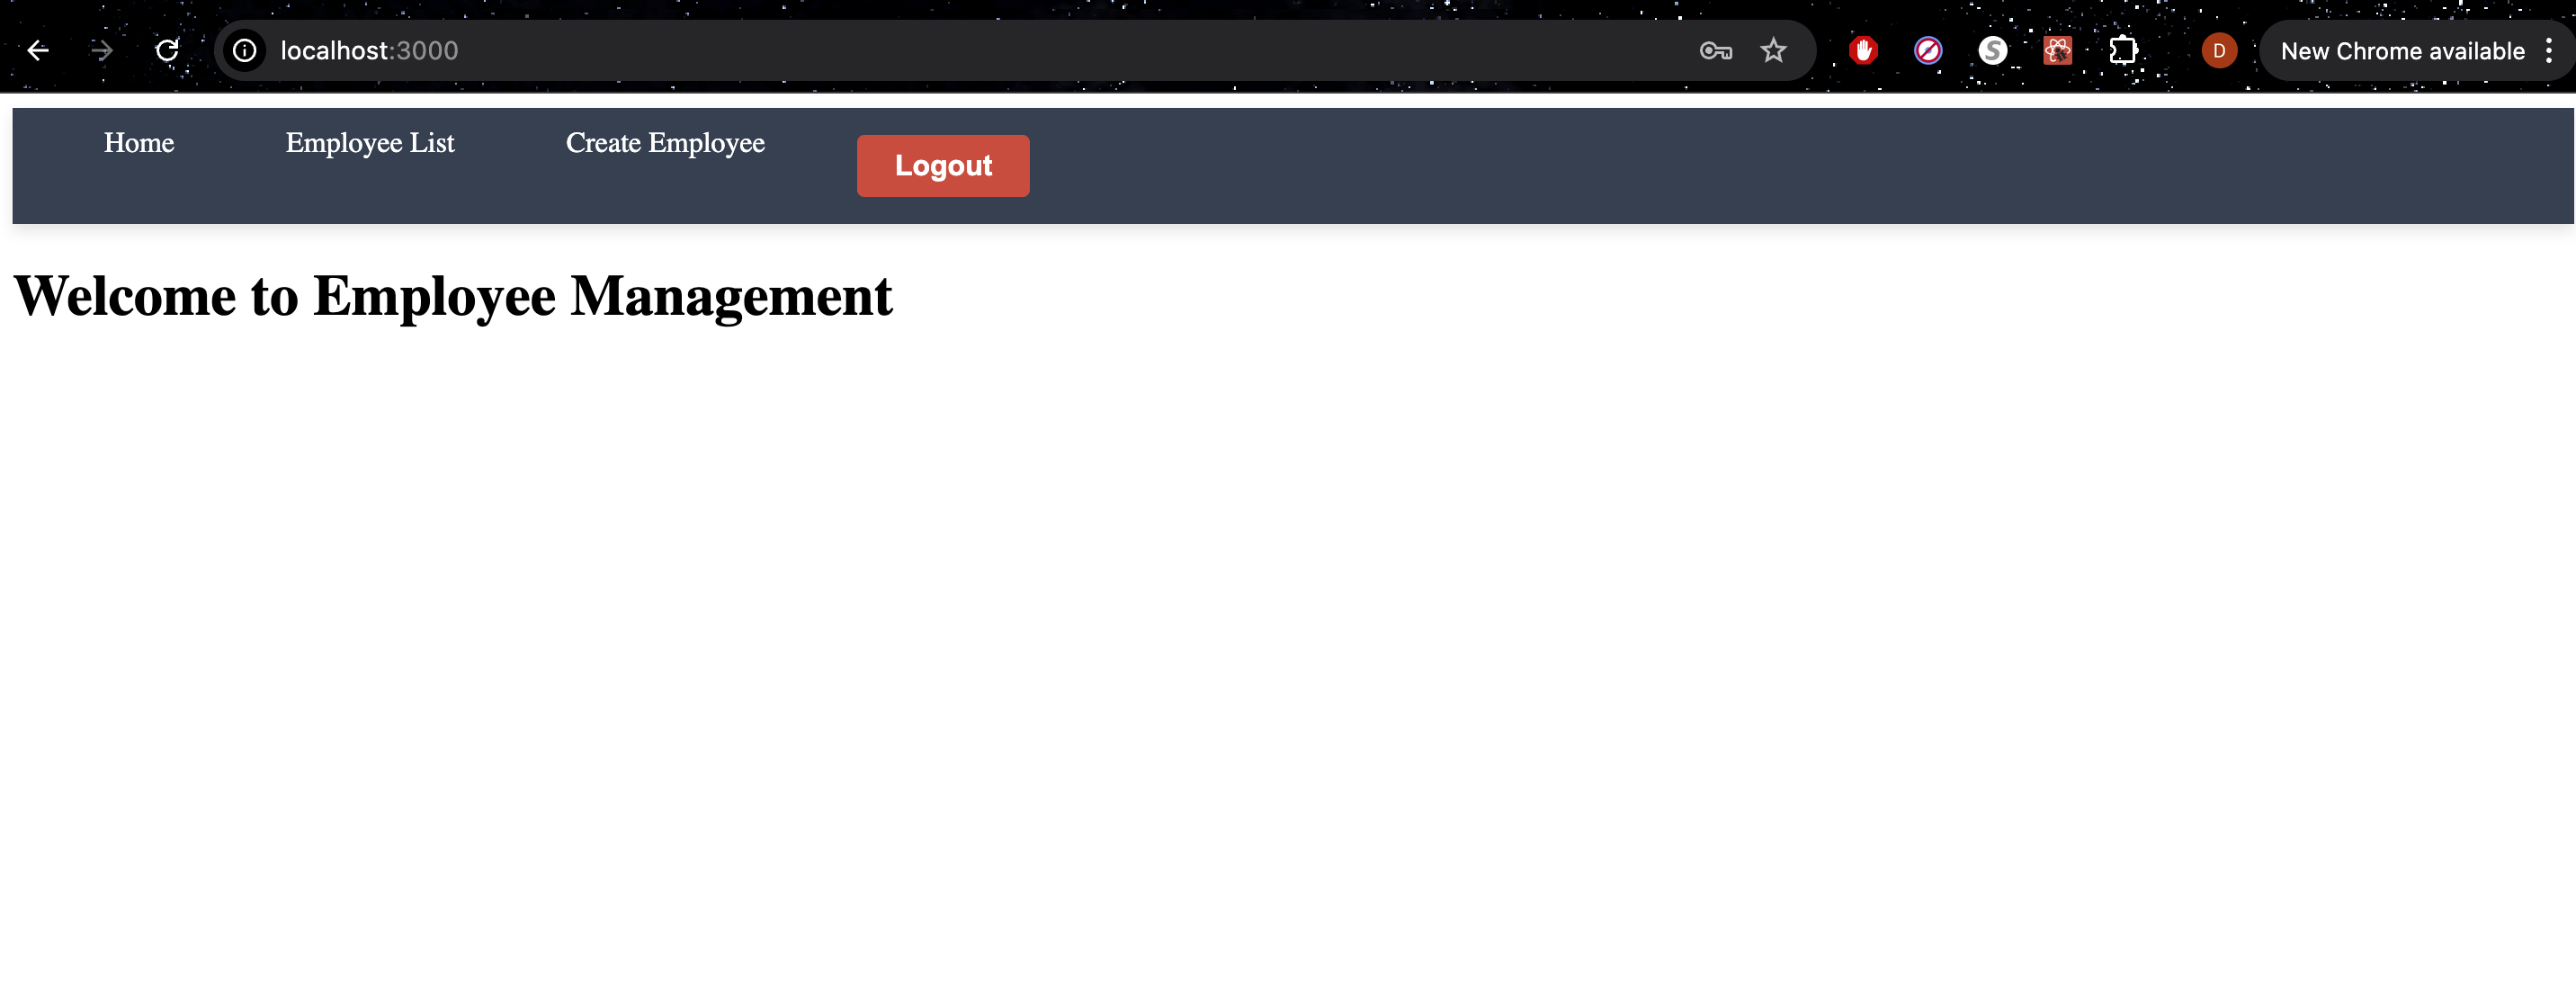 localhost:3000
D
New Chrome available
Home
Employee List
Create Employee
Logout
Welcome to Employee Management